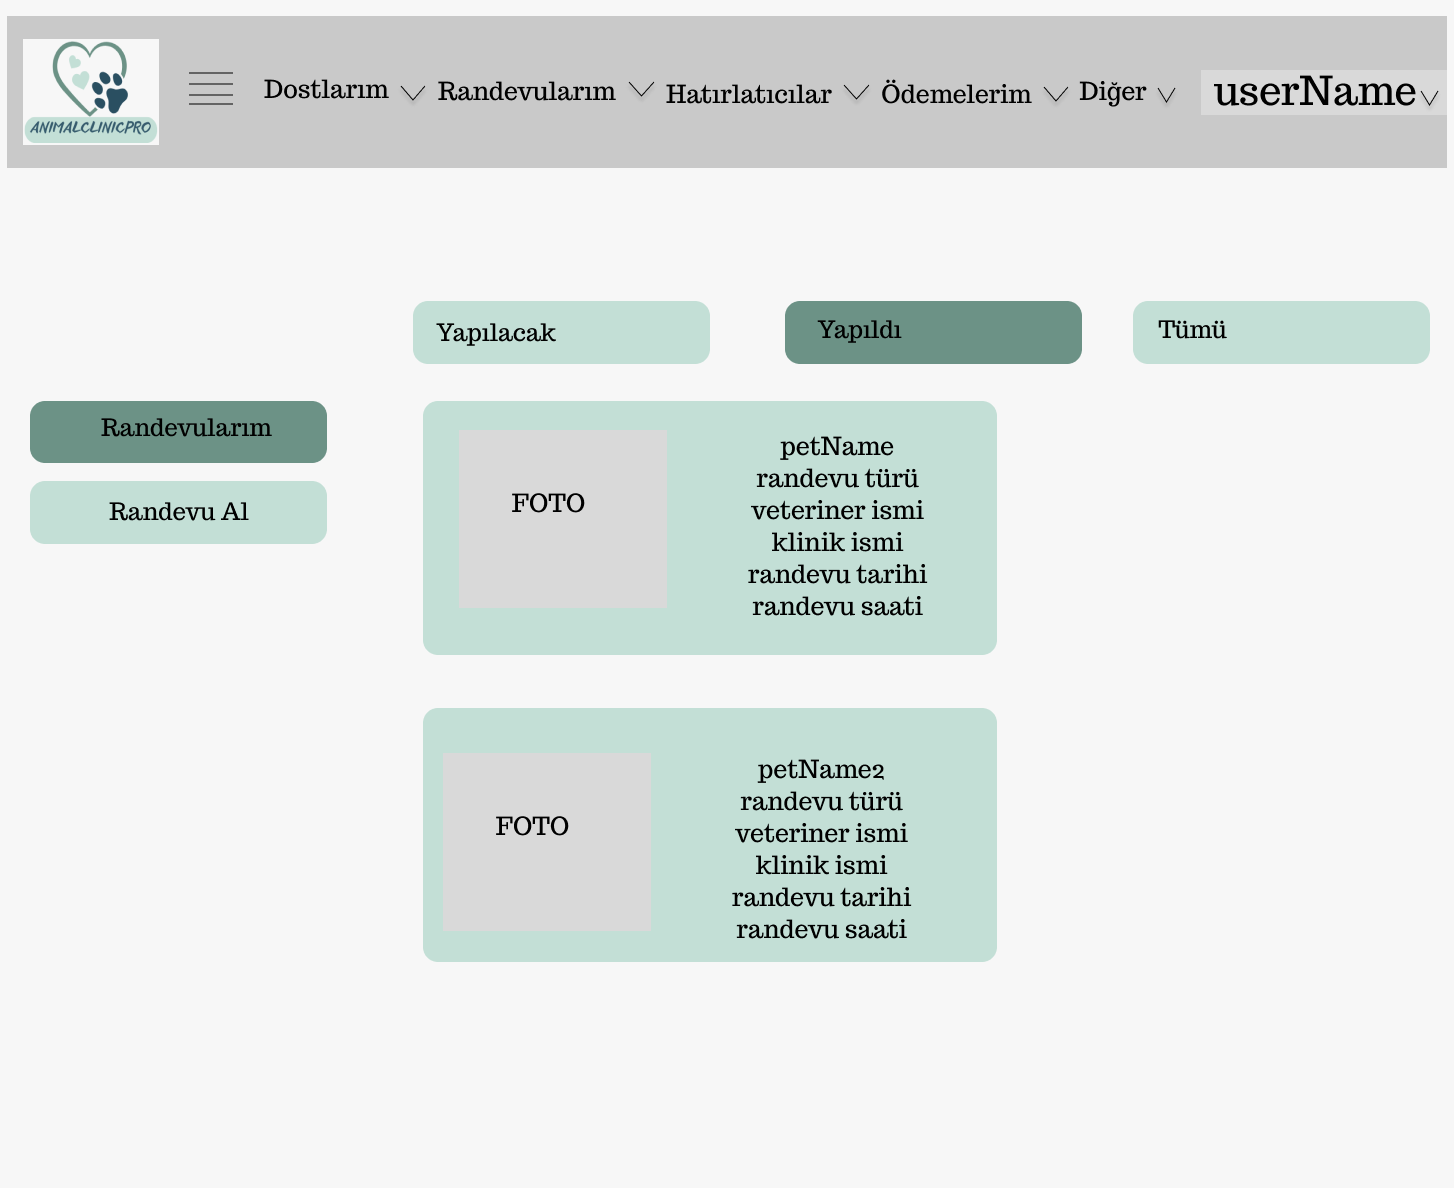 ANIMALCLINICPRO
Dostlarım
Randevularım
Hatırlatıcılar
Ödemelerim
Diğer
userName
Yapılacak
Yapıldı
Tümü
Randevularım
Randevu Al
FOTO
petName
randevu türü
veteriner ismi
klinik ismi
randevu tarihi
randevu saati
FOTO
petName2
randevu türü
veteriner ismi
klinik ismi
randevu tarihi
randevu saati